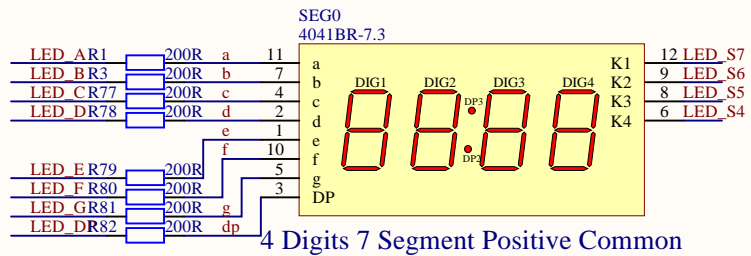 SEG0
4041BR-7.3
LED_A R1 200R a 11 a K1 12 LED_S7
LED_B R3 200R b 7 b K2 9 LED_S6
LED_C R77 200R c 4 c K3 8 LED_S5
LED_D R78 200R d 2 d K4 6 LED_S4
DIG1 DIG2 DIG3 DIG4
DP3
DP2
e 1 e
f 10 f
LED_E R79 200R 5 g
LED_F R80 200R 3 DP
LED_G R81 200R g
LED_DP R82 200R dp
4 Digits 7 Segment Positive Common